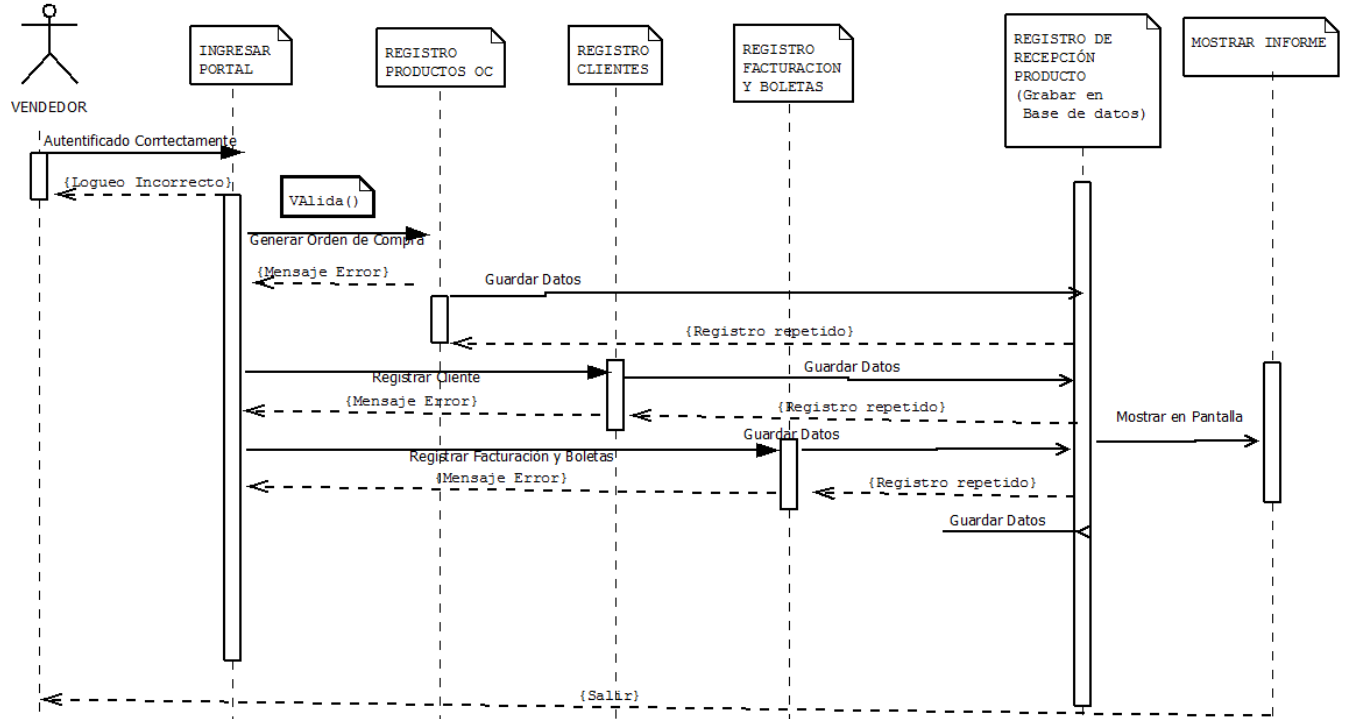 VENDEDOR
INGRESAR
PORTAL
REGISTRO
PRODUCTOS OC
REGISTRO
CLIENTES
REGISTRO
FACTURACION
Y BOLETAS
REGISTRO DE
RECEPCIÓN
PRODUCTO
(Grabar en
Base de datos)
MOSTRAR INFORME
Autentificado Corrtectamente
{Logueo Incorrecto}
VAlida()
Generar Orden de Compra
{Mensaje Error}
Guardar Datos
{Registro repetido}
Registrar Cliente
Guardar Datos
{Mensaje Error}
{Registro repetido}
Mostrar en Pantalla
Guardar Datos
Registrar Facturación y Boletas
{Mensaje Error}
{Registro repetido}
Guardar Datos
{Salir}